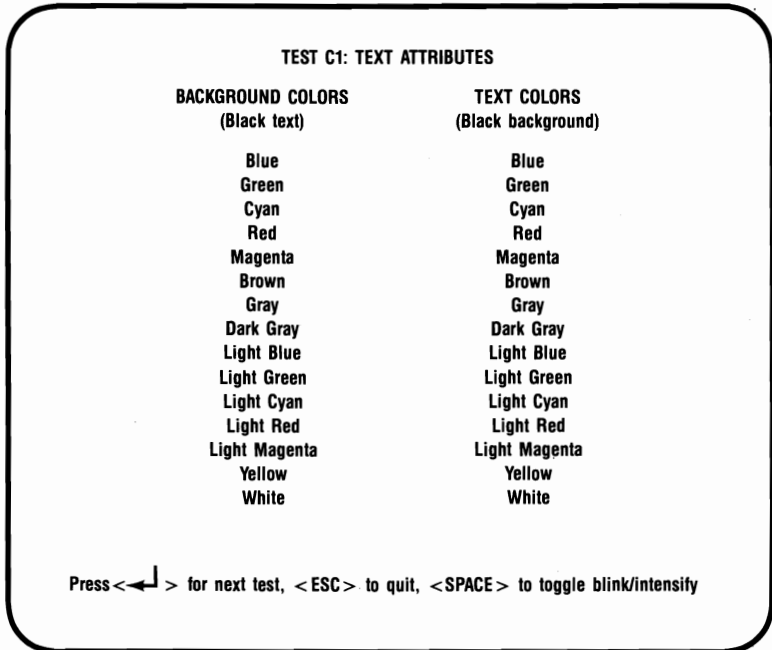 TEST C1: TEXT ATTRIBUTES
BACKGROUND COLORS TEXT COLORS
(Black text) (Black background)
Blue Blue
Green Green
Cyan Cyan
Red Red
Magenta Magenta
Brown Brown
Gray Gray
Dark Gray Dark Gray
Light Blue Light Blue
Light Green Light Green
Light Cyan Light Cyan
Light Red Light Red
Light Magenta Light Magenta
Yellow Yellow
White White
Press <↵> for next test, <ESC> to quit, <SPACE> to toggle blink/intensify